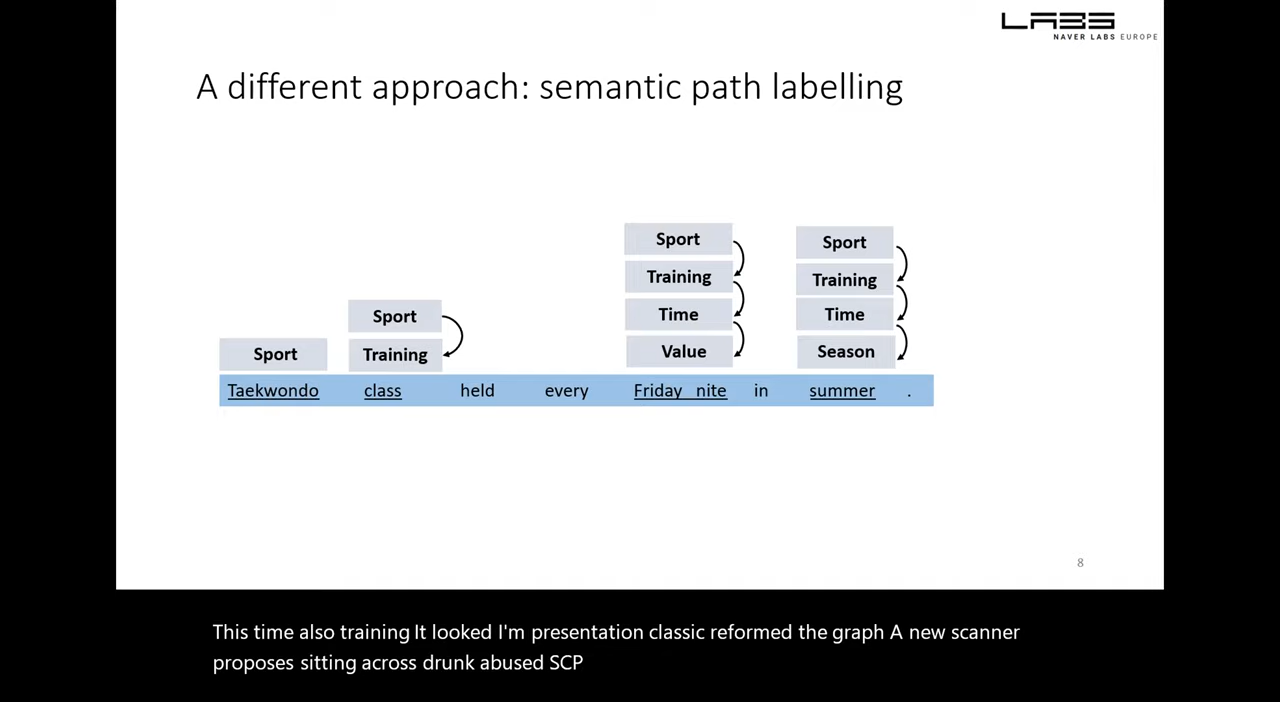 LABS
NAVER LABS EUROPE
A different approach: semantic path labelling
Sport
Sport
Training
Sport
Training
Time
Value
Sport
Training
Time
Season
Taekwondo class held every Friday nite in summer .
8
This time also training It looked I'm presentation classic reformed the graph A new scanner
proposes sitting across drunk abused SCP